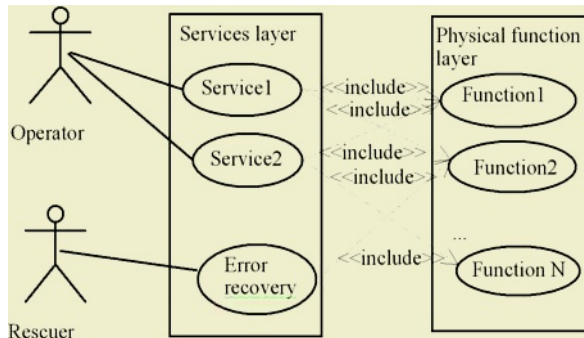 Services layer
Physical function
layer
Service1
<<include>>
<<include>>
Function1
Operator
Service2
<<include>>
<<include>>
Function2
...
Error
recovery
<<include>>
Function N
Rescuer